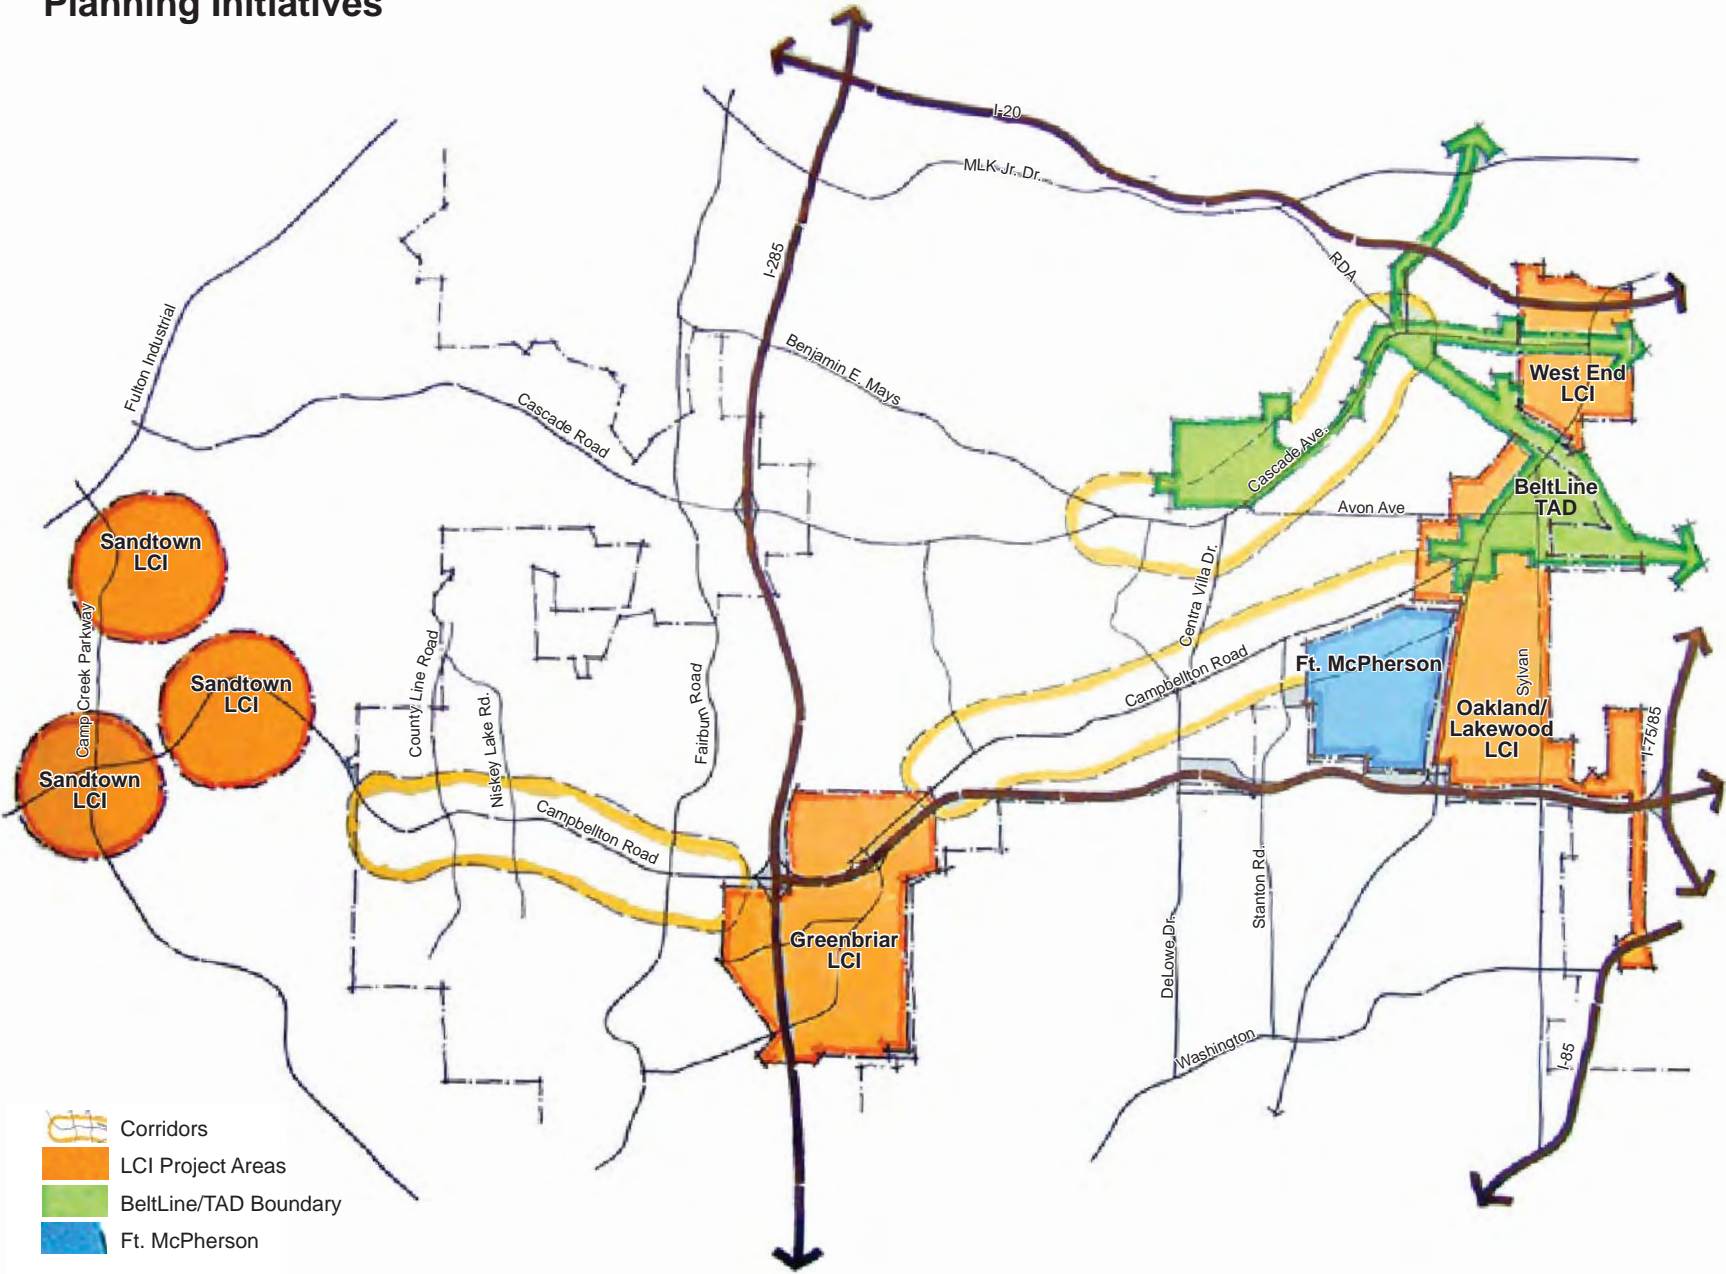 Planning Initiatives
I-20
MLK Jr. Dr.
I-285
RDA
Fulton Industrial
Benjamin E. Mays
Cascade Road
West End
LCI
Cascade Ave.
BeltLine
TAD
Avon Ave
Sandtown
LCI
Centra Villa Dr.
Camp Creek Parkway
County Line Road
Sandtown
LCI
Niskey Lake Rd.
Fairburn Road
Campbellton Road
Ft. McPherson
Sylvan
Oakland/
Lakewood
LCI
I-75/85
Sandtown
LCI
Campbellton Road
Greenbriar
LCI
DeLowe Dr.
Stanton Rd.
Washington
I-85
Corridors
LCI Project Areas
BeltLine/TAD Boundary
Ft. McPherson